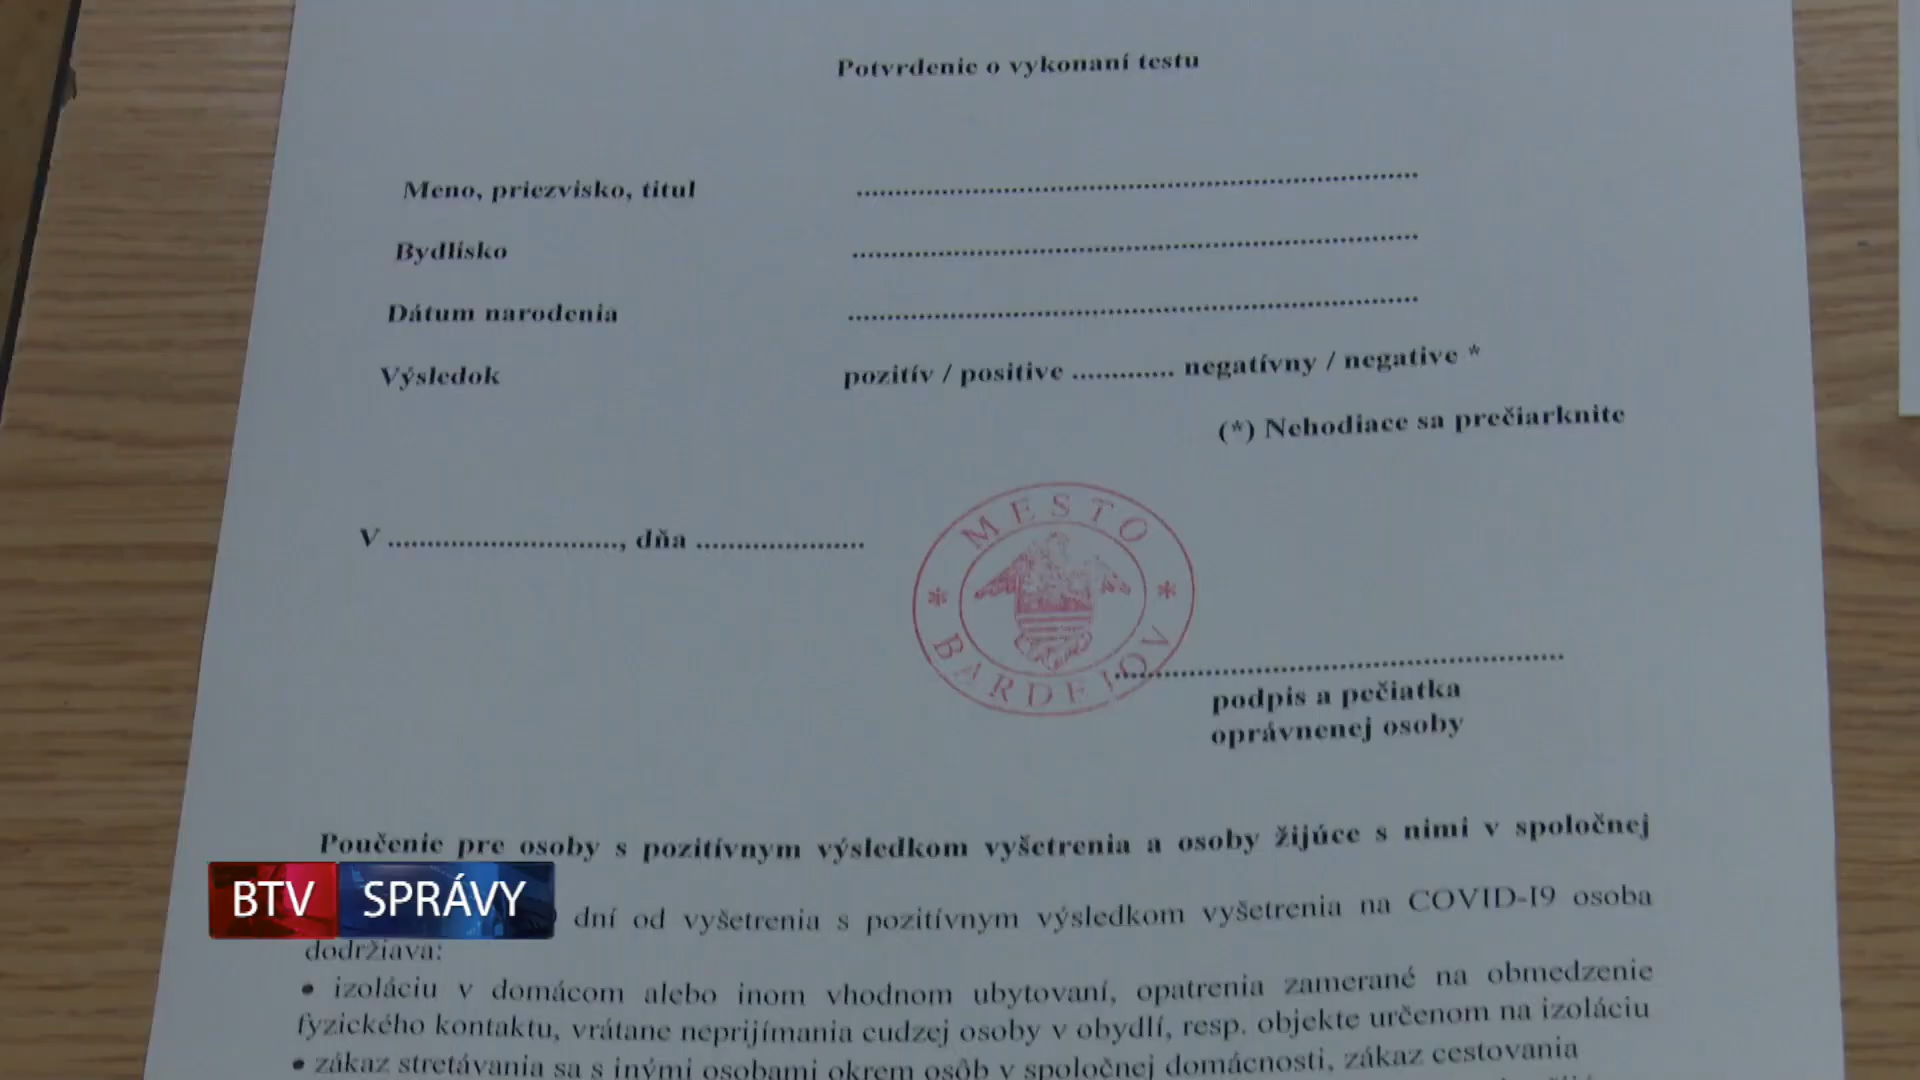 Potvrdenie o vykonaní testu
Meno, priezvisko, titul ........................................
Bydlisko ........................................
Dátum narodenia ........................................
Výsledok pozitív / positive ............. negatívny / negative *
(*) Nehodiace sa prečiarknite
V ............................., dňa .....................
MESTO
* *
BARDEJOV
........................................
podpis a pečiatka
oprávnenej osoby
Poučenie pre osoby s pozitívnym výsledkom vyšetrenia a osoby žijúce s nimi v spoločnej
BTV SPRÁVY
dní od vyšetrenia s pozitívnym výsledkom vyšetrenia na COVID-I9 osoba
dodržiava:
• izoláciu v domácom alebo inom vhodnom ubytovaní, opatrenia zamerané na obmedzenie
fyzického kontaktu, vrátane neprijímania cudzej osoby v obydlí, resp. objekte určenom na izoláciu
• zákaz stretávania sa s inými osobami okrem osôb v spoločnej domácnosti, zákaz cestovania